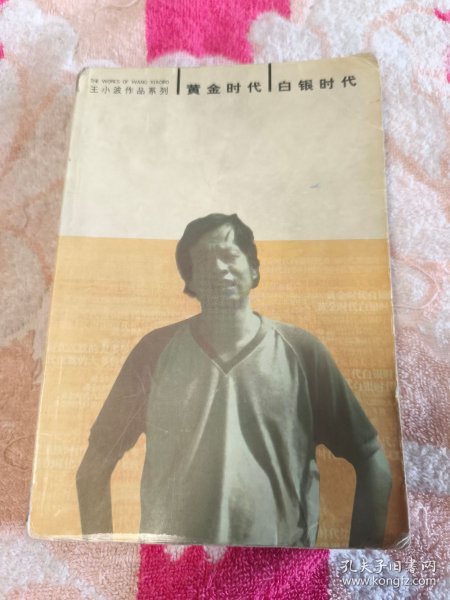 THE WORKS OF WANG XIAOBO
王小波作品系列
黄金时代
白银时代
孔夫子旧书网
www.kongfz.com